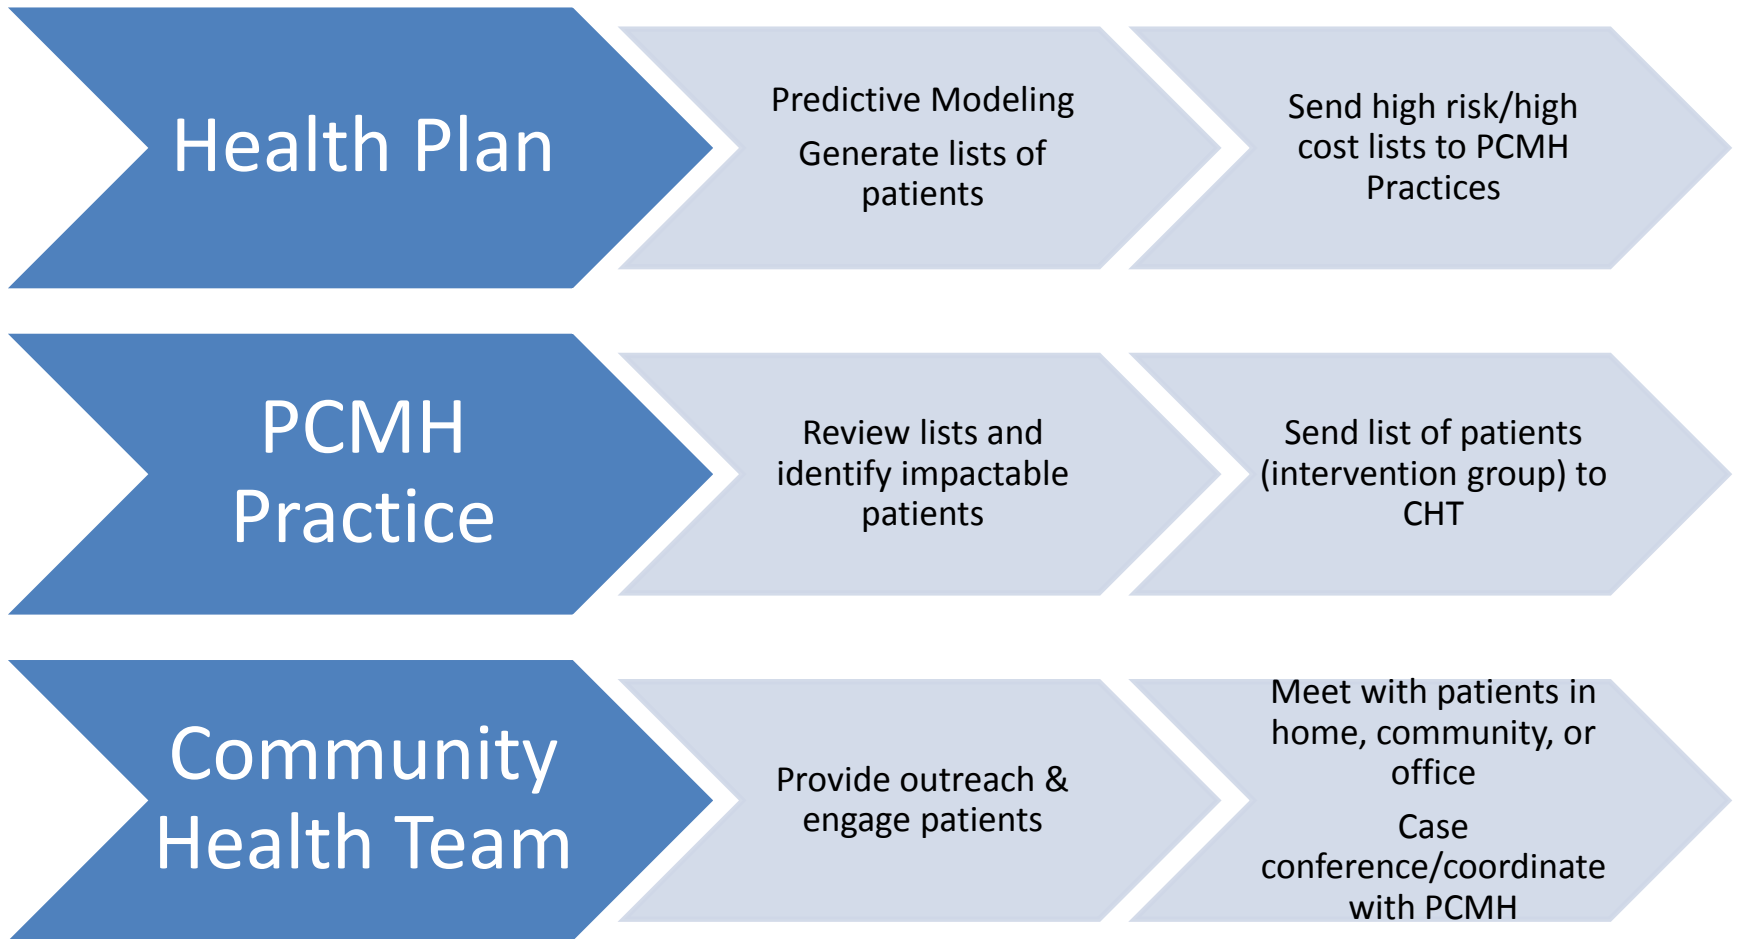 Health Plan
Predictive Modeling
Generate lists of
patients
Send high risk/high
cost lists to PCMH
Practices
PCMH
Practice
Review lists and
identify impactable
patients
Send list of patients
(intervention group) to
CHT
Community
Health Team
Provide outreach &
engage patients
Meet with patients in
home, community, or
office
Case
conference/coordinate
with PCMH